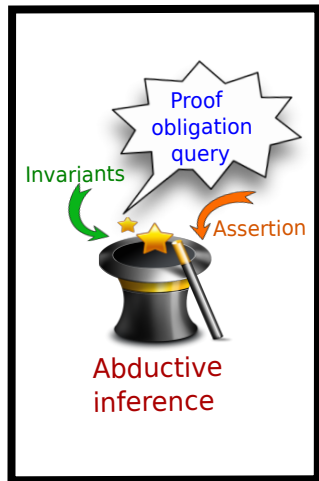 Proof
obligation
query
Invariants
Assertion
Abductive
inference